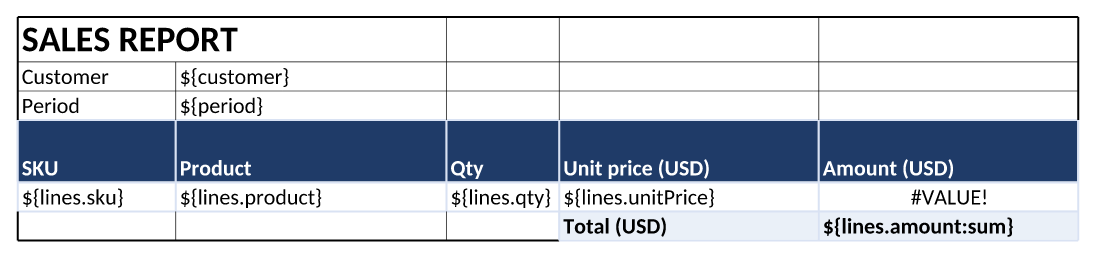 SALES REPORT
Customer ${customer}
Period ${period}
SKU Product Qty Unit price (USD) Amount (USD)
${lines.sku} ${lines.product} ${lines.qty} ${lines.unitPrice} #VALUE!
Total (USD) ${lines.amount:sum}